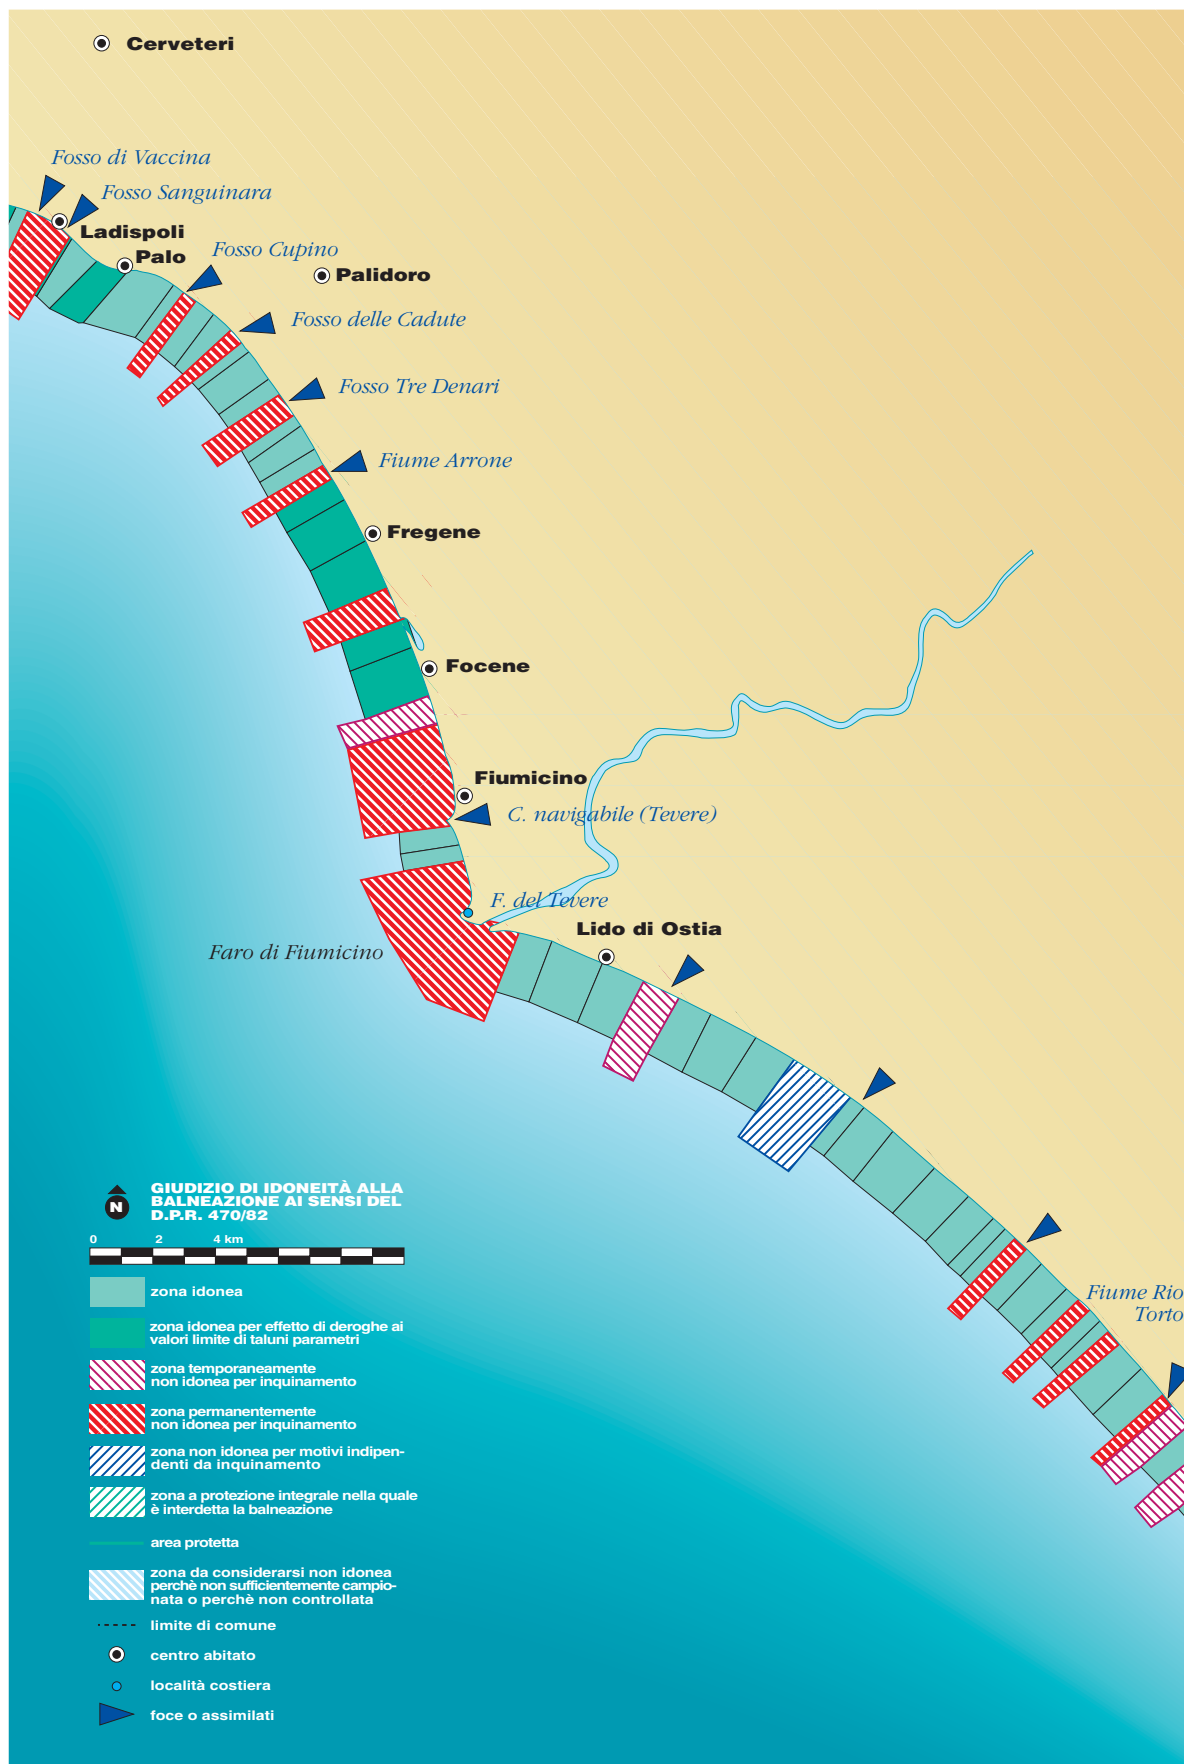 Cerveteri
Fosso di Vaccina
Fosso Sanguinara
Ladispoli
Palo
Fosso Cupino
Palidoro
Fosso delle Cadute
Fosso Tre Denari
Fiume Arrone
Fregene
Focene
Fiumicino
C. navigabile (Tevere)
F. del Tevere
Lido di Ostia
Faro di Fiumicino
Fiume Rio
Torto
N
GIUDIZIO DI IDONEITÀ ALLA
BALNEAZIONE AI SENSI DEL
D.P.R. 470/82
0 2 4 km
zona idonea
zona idonea per effetto di deroghe ai
valori limite di taluni parametri
zona temporaneamente
non idonea per inquinamento
zona permanentemente
non idonea per inquinamento
zona non idonea per motivi indipen-
denti da inquinamento
zona a protezione integrale nella quale
è interdetta la balneazione
area protetta
zona da considerarsi non idonea
perchè non sufficientemente campio-
nata o perchè non controllata
limite di comune
centro abitato
località costiera
foce o assimilati